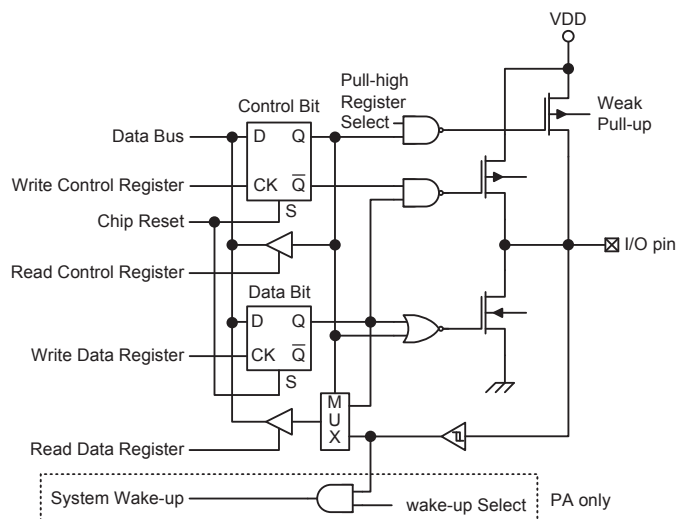 VDD
Pull-high
Register
Select
Weak
Pull-up
Control Bit
Data Bus
D
Q
Write Control Register
CK
Q
S
Chip Reset
I/O pin
Read Control Register
Data Bit
D
Q
Write Data Register
CK
Q
S
M
U
X
Read Data Register
System Wake-up
wake-up Select
PA only